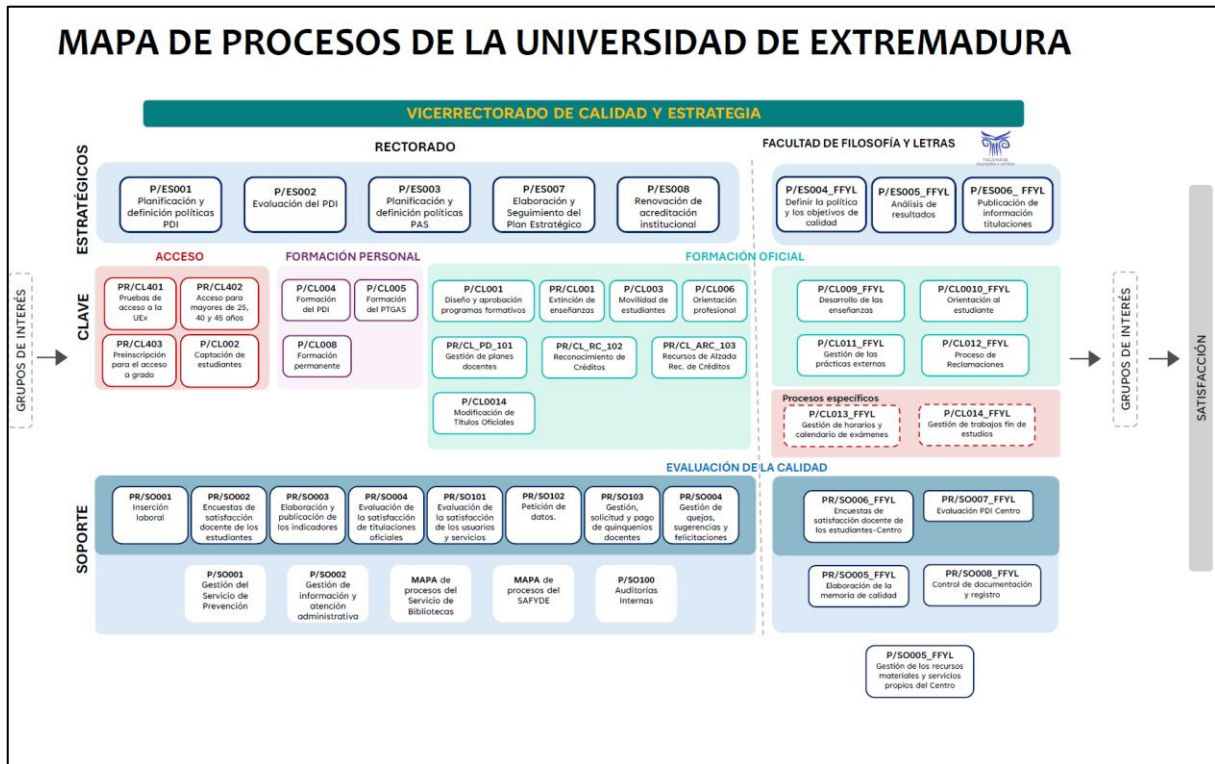 MAPA DE PROCESOS DE LA UNIVERSIDAD DE EXTREMADURA
VICERRECTORADO DE CALIDAD Y ESTRATEGIA
RECTORADO
FACULTAD DE FILOSOFÍA Y LETRAS
FACULTAD DE
FILOSOFÍA Y LETRAS
ESTRATÉGICOS
P/ES001
Planificación y
definición políticas
PDI
P/ES002
Evaluación del PDI
P/ES003
Planificación y
definición políticas
PAS
P/ES007
Elaboración y
Seguimiento del
Plan Estratégico
P/ES008
Renovación de
acreditación
institucional
P/ES004_FFYL
Definir la política
y los objetivos de
calidad
P/ES005_FFYL
Análisis de
resultados
P/ES006_ FFYL
Publicación de
información
titulaciones
GRUPOS DE INTERÉS
CLAVE
ACCESO
PR/CL401
Pruebas de
acceso a la
UEx
PR/CL402
Acceso para
mayores de 25,
40 y 45 años
PR/CL403
Preinscripción
para el acceso
a grado
P/CL002
Captación de
estudiantes
FORMACIÓN PERSONAL
P/CL004
Formación
del PDI
P/CL005
Formación
del PTGAS
P/CL008
Formación
permanente
FORMACIÓN OFICIAL
P/CL001
Diseño y aprobación
programas formativos
PR/CL001
Extinción de
enseñanzas
P/CL003
Movilidad de
estudiantes
P/CL006
Orientación
profesional
PR/CL_PD_101
Gestión de planes
docentes
PR/CL_RC_102
Reconocimiento de
Créditos
PR/CL_ARC_103
Recursos de Alzada
Rec. de Créditos
P/CL0014
Modificación de
Títulos Oficiales
P/CL009_FFYL
Desarrollo de las
enseñanzas
P/CL0010_FFYL
Orientación al
estudiante
P/CL011_FFYL
Gestión de las
prácticas externas
P/CL012_FFYL
Proceso de
Reclamaciones
Procesos específicos
P/CL013_FFYL
Gestión de horarios y
calendario de exámenes
P/CL014_FFYL
Gestión de trabajos fin de
estudios
GRUPOS DE INTERÉS
SATISFACCIÓN
SOPORTE
EVALUACIÓN DE LA CALIDAD
PR/SO001
Inserción
laboral
PR/SO002
Encuestas de
satisfacción
docente de los
estudiantes
PR/SO003
Elaboración y
publicación de
los indicadores
PR/SO004
Evaluación de
la satisfacción
de titulaciones
oficiales
PR/SO101
Evaluación de
la satisfacción
de los usuarios
y servicios
PR/SO102
Petición de
datos.
PR/SO103
Gestión,
solicitud y pago
de quinquenios
docentes
PR/SO004
Gestión de
quejas,
sugerencias y
felicitaciones
P/SO001
Gestión del
Servicio de
Prevención
P/SO002
Gestión de
información y
atención
administrativa
MAPA de
procesos del
Servicio de
Bibliotecas
MAPA de
procesos del
SAFYDE
P/SO100
Auditorías
Internas
PR/SO006_FFYL
Encuestas de
satisfacción docente de
los estudiantes-Centro
PR/SO007_FFYL
Evaluación PDI Centro
PR/SO005_FFYL
Elaboración de la
memoria de calidad
PR/SO008_FFYL
Control de documentación
y registro
P/SO005_FFYL
Gestión de los recursos
materiales y servicios
propios del Centro